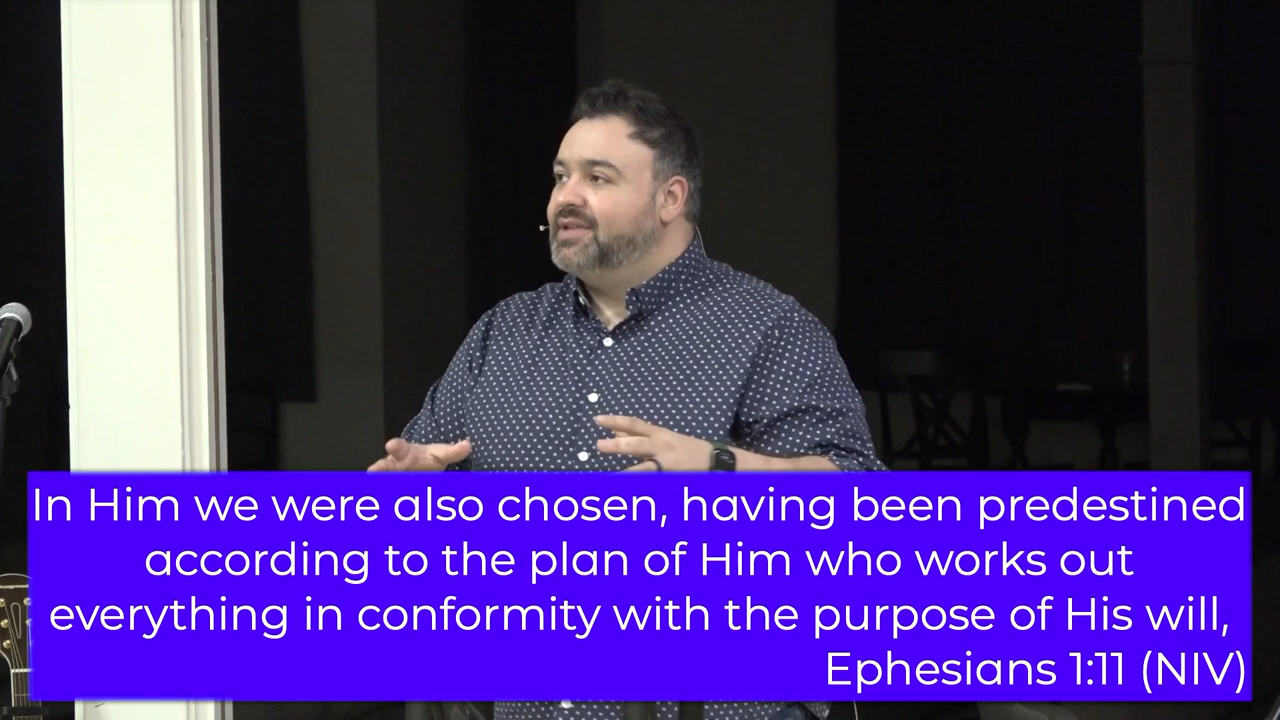 In Him we were also chosen, having been predestined
according to the plan of Him who works out
everything in conformity with the purpose of His will,
Ephesians 1:11 (NIV)